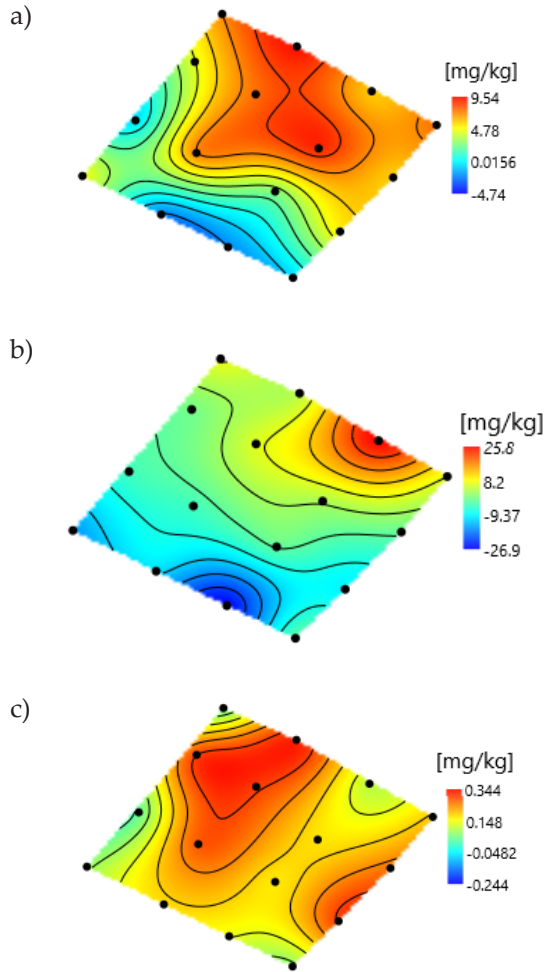 a)
[mg/kg]
9.54
4.78
0.0156
-4.74
b)
[mg/kg]
25.8
8.2
-9.37
-26.9
c)
[mg/kg]
0.344
0.148
-0.0482
-0.244